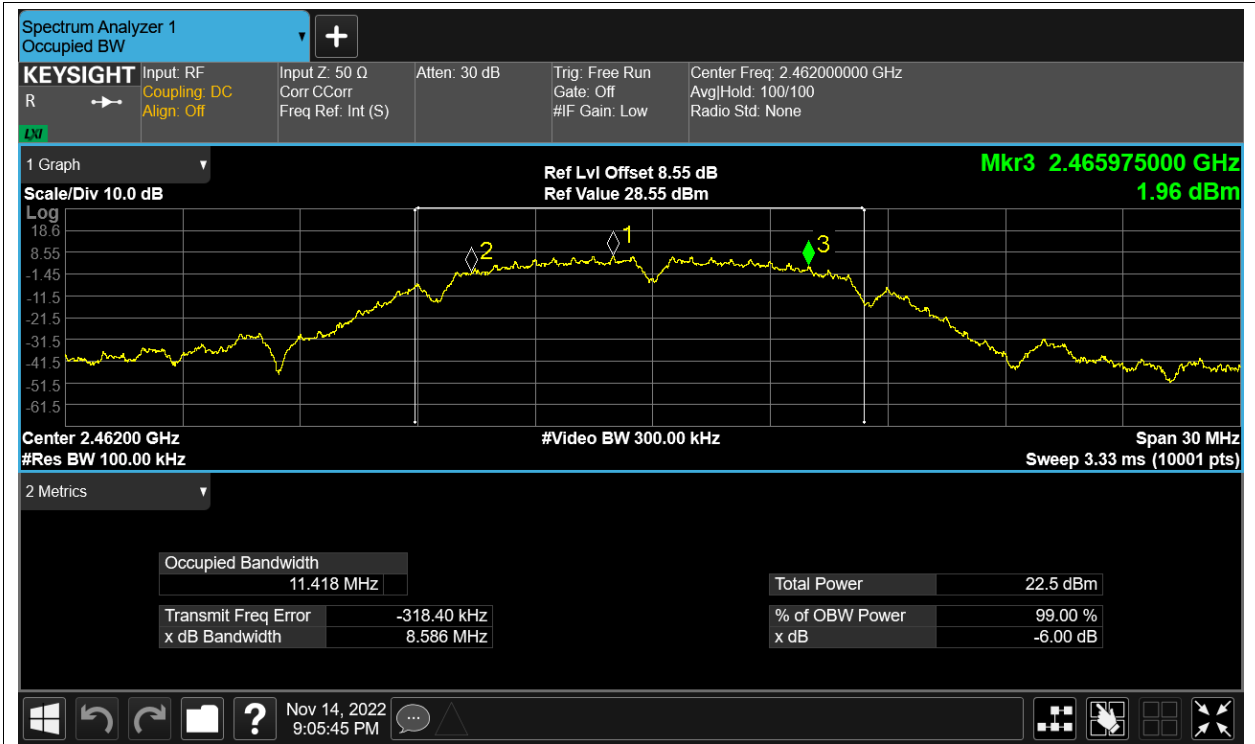 Spectrum Analyzer 1
Occupied BW
+
KEYSIGHT
R
LXI
Input: RF
Coupling: DC
Align: Off
Input Z: 50 Ω
Corr CCorr
Freq Ref: Int (S)
Atten: 30 dB
Trig: Free Run
Gate: Off
#IF Gain: Low
Center Freq: 2.462000000 GHz
Avg|Hold: 100/100
Radio Std: None
1 Graph
Scale/Div 10.0 dB
Ref Lvl Offset 8.55 dB
Ref Value 28.55 dBm
Mkr3 2.465975000 GHz
1.96 dBm
Log
18.6
8.55
-1.45
-11.5
-21.5
-31.5
-41.5
-51.5
-61.5
2
1
3
Center 2.46200 GHz
#Video BW 300.00 kHz
Span 30 MHz
#Res BW 100.00 kHz
Sweep 3.33 ms (10001 pts)
2 Metrics
Occupied Bandwidth
11.418 MHz
Transmit Freq Error -318.40 kHz
x dB Bandwidth 8.586 MHz
Total Power 22.5 dBm
% of OBW Power 99.00 %
x dB -6.00 dB
?
Nov 14, 2022
9:05:45 PM